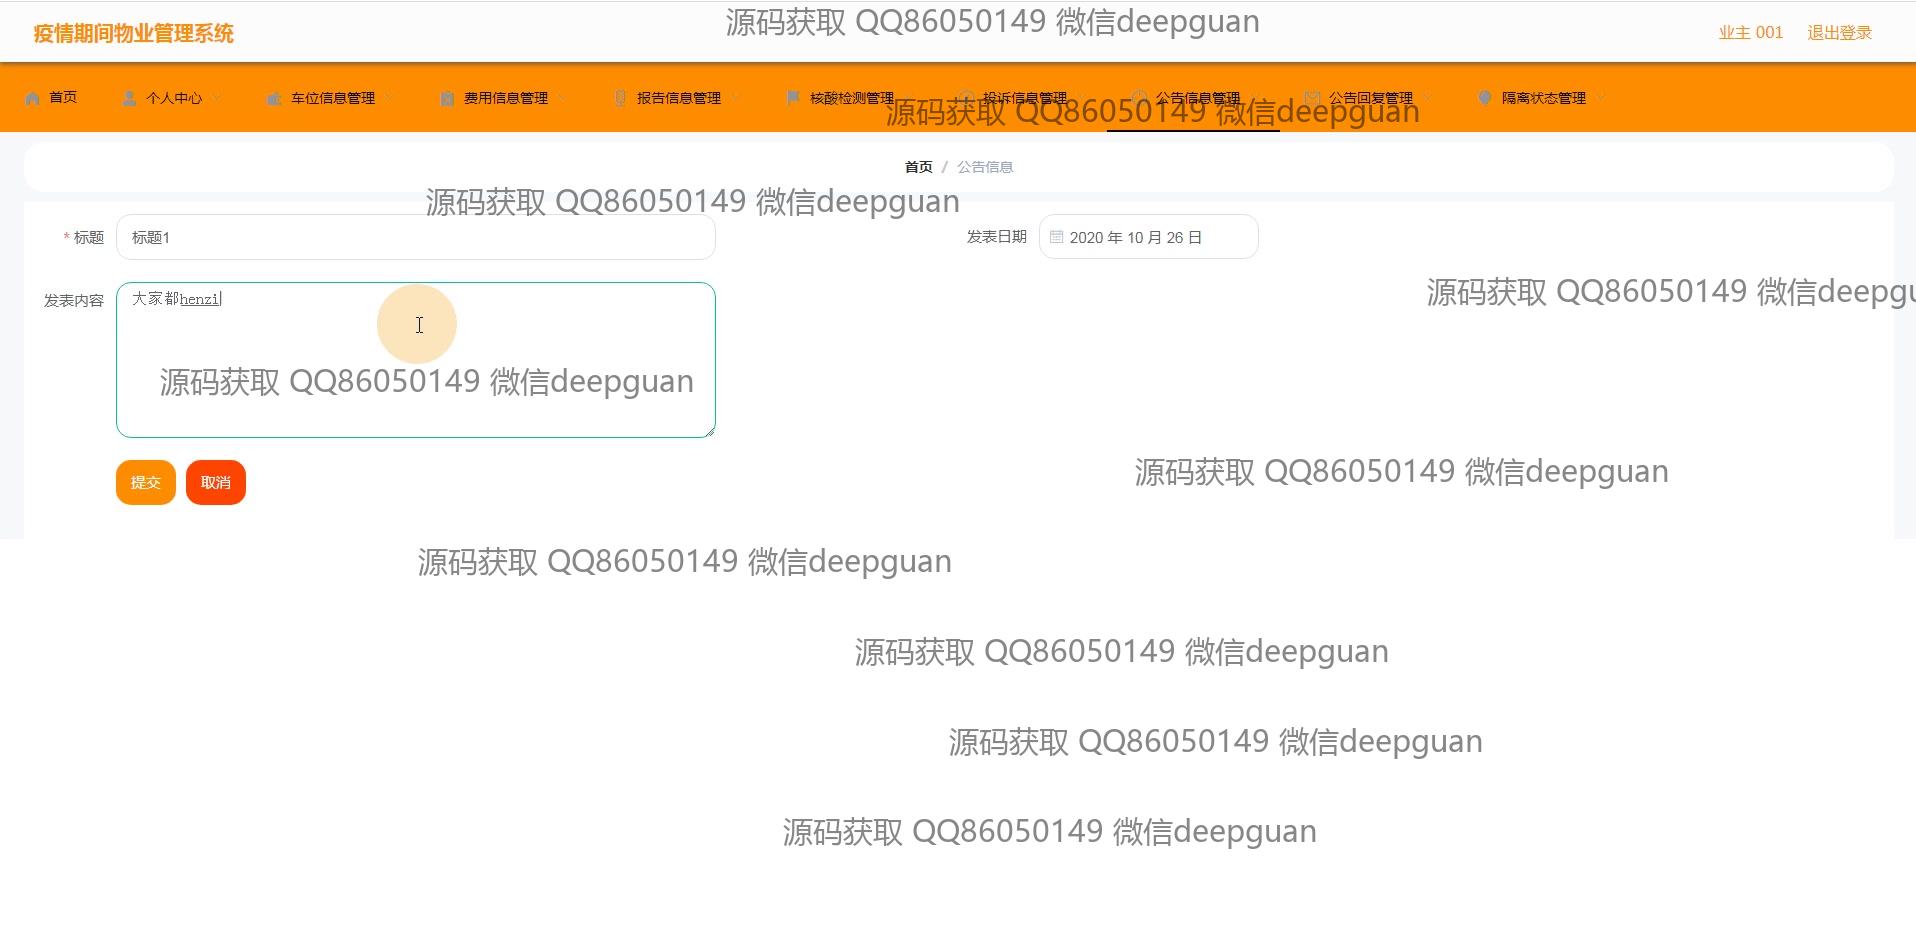 源码获取 QQ86050149 微信deepguan
疫情期间物业管理系统
业主 001 退出登录
首页 个人中心 车位信息管理 费用信息管理 报告信息管理 核酸检测管理 投诉信息管理 公告信息管理 公告回复管理 隔离状态管理
源码获取 QQ86050149 微信deepguan
首页 / 公告信息
源码获取 QQ86050149 微信deepguan
* 标题 标题1 发表日期 2020 年 10 月 26 日
源码获取 QQ86050149 微信deepgu
发表内容 大家都henzi
源码获取 QQ86050149 微信deepguan
源码获取 QQ86050149 微信deepguan
提交 取消
源码获取 QQ86050149 微信deepguan
源码获取 QQ86050149 微信deepguan
源码获取 QQ86050149 微信deepguan
源码获取 QQ86050149 微信deepguan